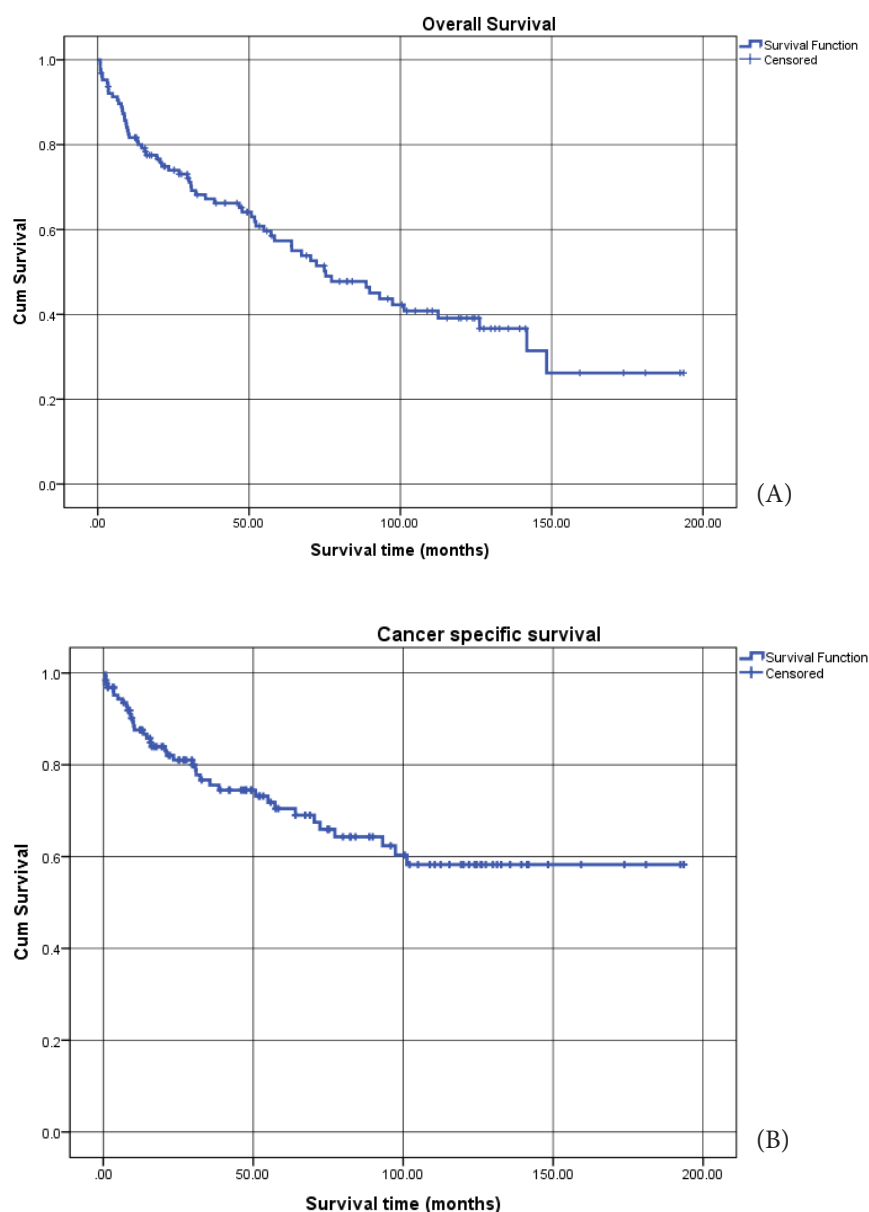 Overall Survival
Survival Function
Censored
1.0
0.8
0.6
0.4
0.2
0.0
Cum Survival
.00 50.00 100.00 150.00 200.00
Survival time (months)
(A)
Cancer specific survival
Survival Function
Censored
1.0
0.8
0.6
0.4
0.2
0.0
Cum Survival
.00 50.00 100.00 150.00 200.00
Survival time (months)
(B)